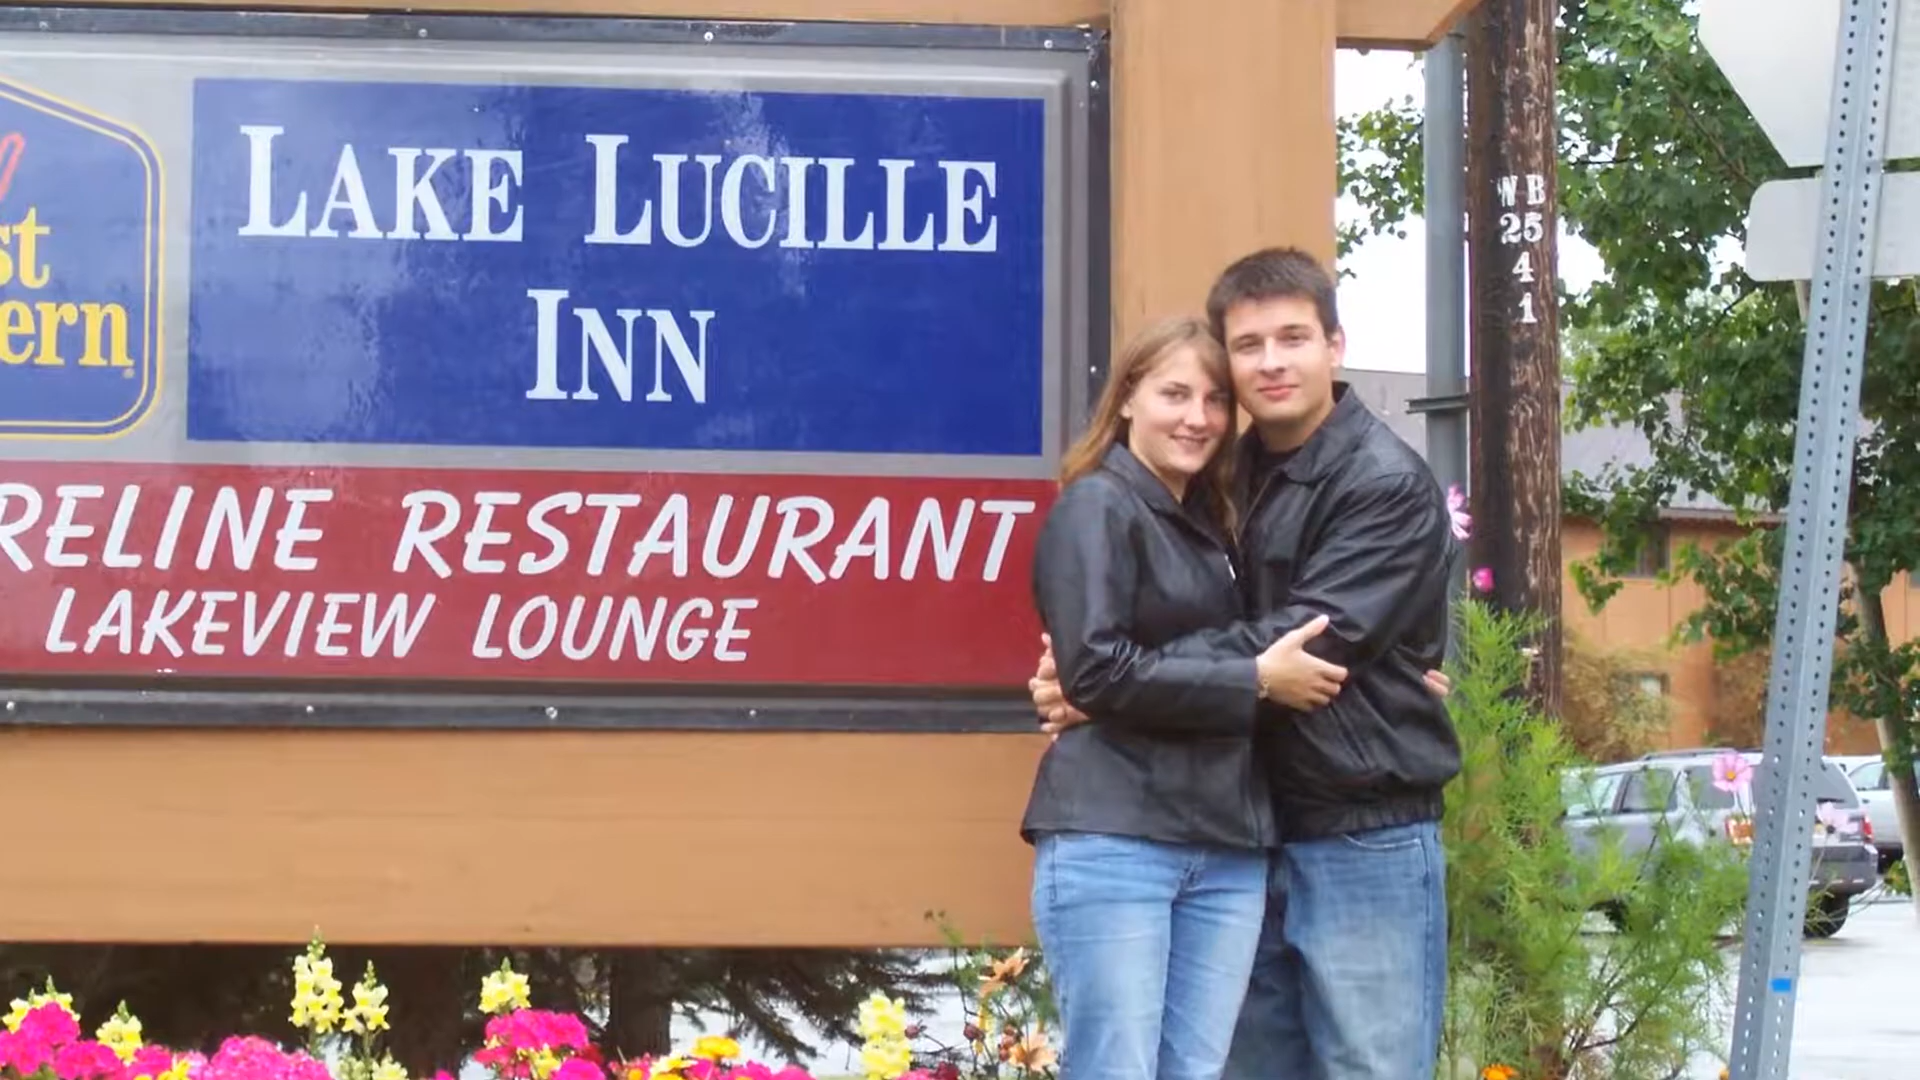 st
ern
LAKE LUCILLE
INN
RELINE RESTAURANT
LAKEVIEW LOUNGE
WB
25
4
1